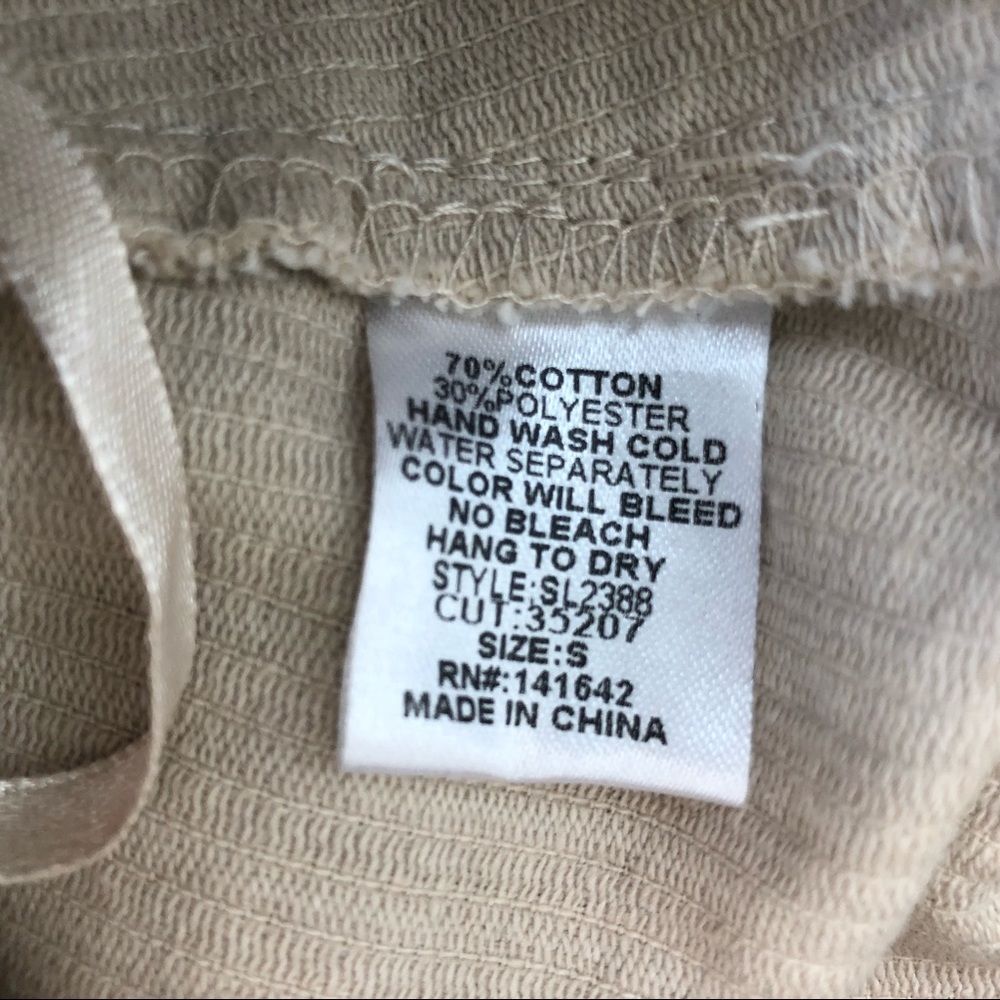 70%COTTON
30%POLYESTER
HAND WASH COLD
WATER SEPARATELY
COLOR WILL BLEED
NO BLEACH
HANG TO DRY
STYLE:SL2388
CUT:35207
SIZE:S
RN#:141642
MADE IN CHINA